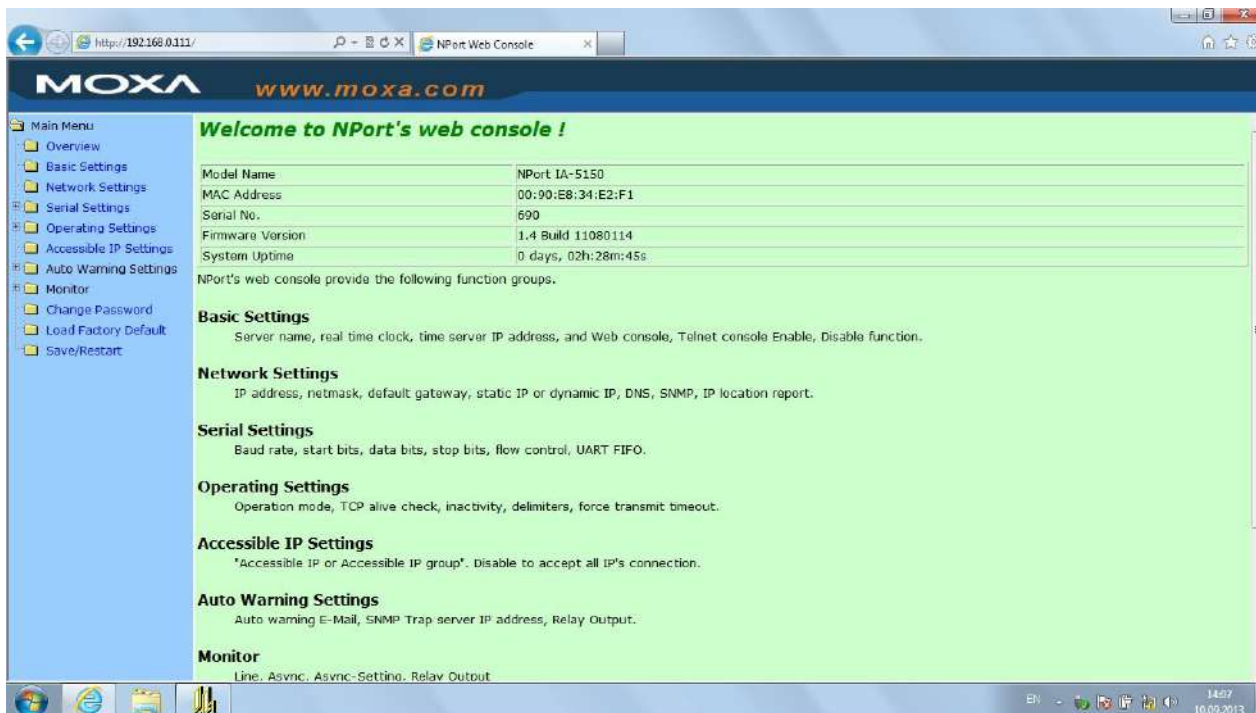 http://192.168.0.111/
NPort Web Console
MOXA
www.moxa.com
Main Menu
Overview
Basic Settings
Network Settings
Serial Settings
Operating Settings
Accessible IP Settings
Auto Warning Settings
Monitor
Change Password
Load Factory Default
Save/Restart
Welcome to NPort's web console !
Model Name NPort IA-5150
MAC Address 00:90:E8:34:E2:F1
Serial No. 690
Firmware Version 1.4 Build 11080114
System Uptime 0 days, 02h:28m:45s
NPort's web console provide the following function groups.
Basic Settings
Server name, real time clock, time server IP address, and Web console, Telnet console Enable, Disable function.
Network Settings
IP address, netmask, default gateway, static IP or dynamic IP, DNS, SNMP, IP location report.
Serial Settings
Baud rate, start bits, data bits, stop bits, flow control, UART FIFO.
Operating Settings
Operation mode, TCP alive check, inactivity, delimiters, force transmit timeout.
Accessible IP Settings
"Accessible IP or Accessible IP group". Disable to accept all IP's connection.
Auto Warning Settings
Auto warning E-Mail, SNMP Trap server IP address, Relay Output.
Monitor
Line, Async, Async-Setting, Relay Output
EN
14:57
10.09.2013